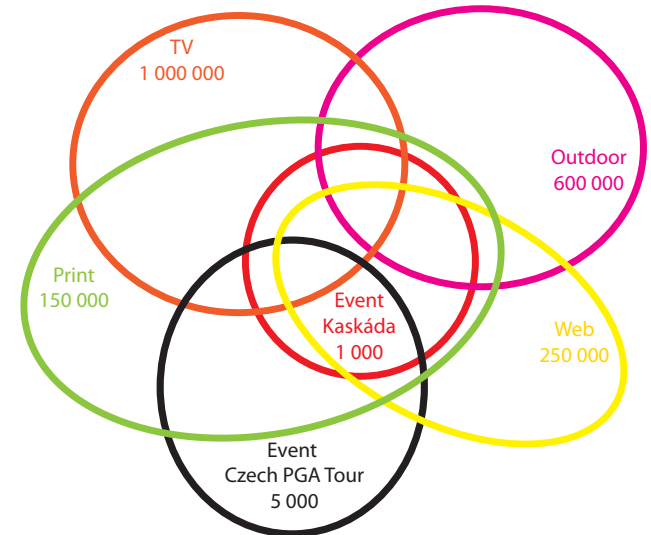 TV
1 000 000
Outdoor
600 000
Print
150 000
Event
Kaskáda
1 000
Web
250 000
Event
Czech PGA Tour
5 000